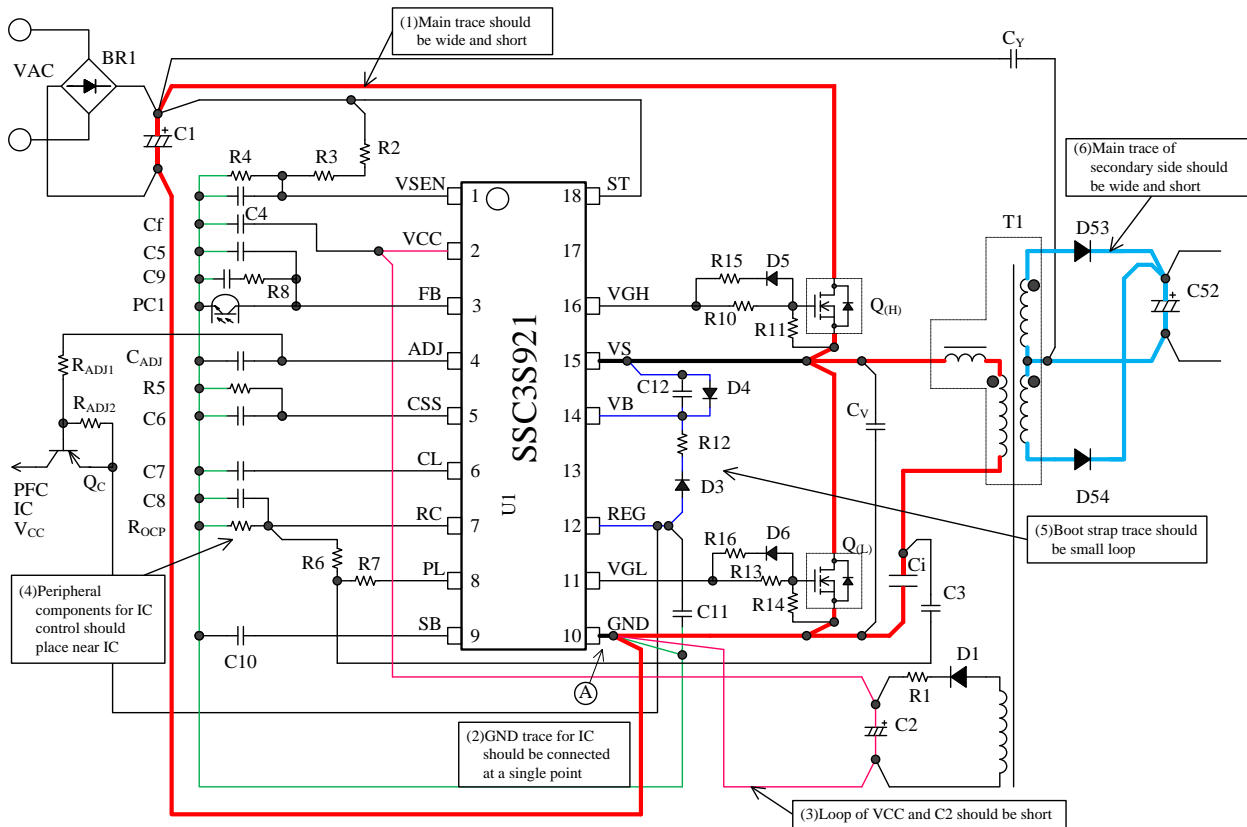 (1)Main trace should
be wide and short
CY
VAC
BR1
C1
R2
R4
R3
VSEN
1
18
ST
(6)Main trace of
secondary side should
be wide and short
Cf
C4
VCC
2
17
T1
D53
C5
C9
R8
R15
D5
C52
PC1
FB
3
16
VGH
R10
R11
Q(H)
CADJ
RADJ1
ADJ
4
15
VS
R5
C12
D4
RADJ2
C6
CSS
5
14
VB
CV
SSC3S921
R12
QC
C7
CL
6
13
D3
D54
PFC
IC
VCC
C8
ROCP
RC
7
U1
12
REG
(5)Boot strap trace should
be small loop
R6
R7
PL
8
11
VGL
R16
D6
R13
R14
Q(L)
Ci
C3
(4)Peripheral
components for IC
control should
place near IC
C11
C10
SB
9
10
GND
A
D1
R1
C2
(2)GND trace for IC
should be connected
at a single point
(3)Loop of VCC and C2 should be short